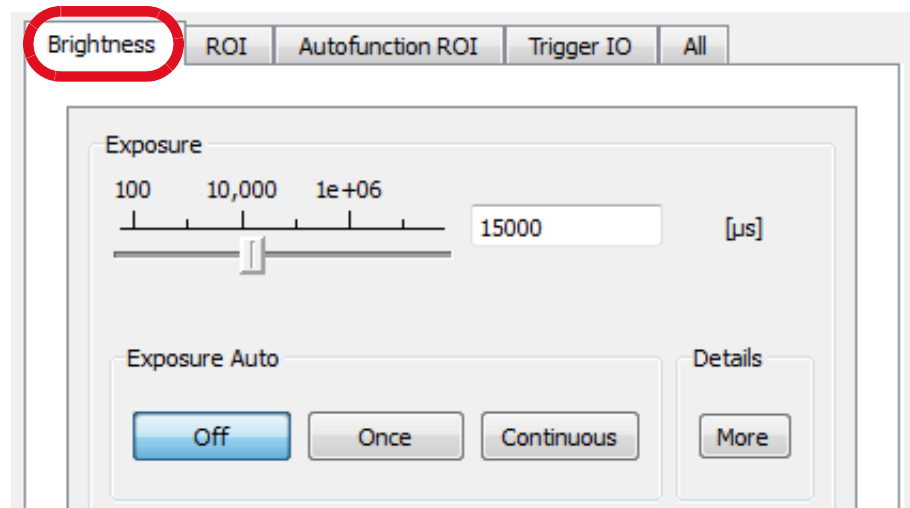 Brightness ROI Autofunction ROI Trigger IO All
Exposure
100 10,000 1e+06
15000 [µs]
Exposure Auto Details
Off Once Continuous More